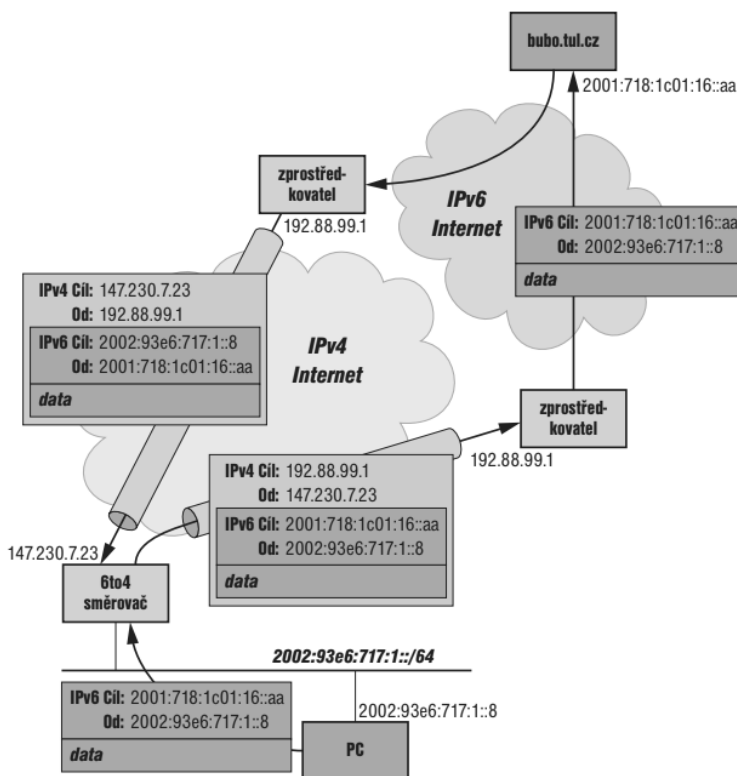 bubo.tul.cz
2001:718:1c01:16::aa
zprostřed-
kovatel
192.88.99.1
IPv6
Internet
IPv6 Cíl: 2001:718:1c01:16::aa
Od: 2002:93e6:717:1::8
data
IPv4 Cíl: 147.230.7.23
Od: 192.88.99.1
IPv6 Cíl: 2002:93e6:717:1::8
Od: 2001:718:1c01:16::aa
data
IPv4
Internet
zprostřed-
kovatel
192.88.99.1
IPv4 Cíl: 192.88.99.1
Od: 147.230.7.23
IPv6 Cíl: 2001:718:1c01:16::aa
Od: 2002:93e6:717:1::8
data
147.230.7.23
6to4
směrovač
2002:93e6:717:1::/64
IPv6 Cíl: 2001:718:1c01:16::aa
Od: 2002:93e6:717:1::8
data
2002:93e6:717:1::8
PC